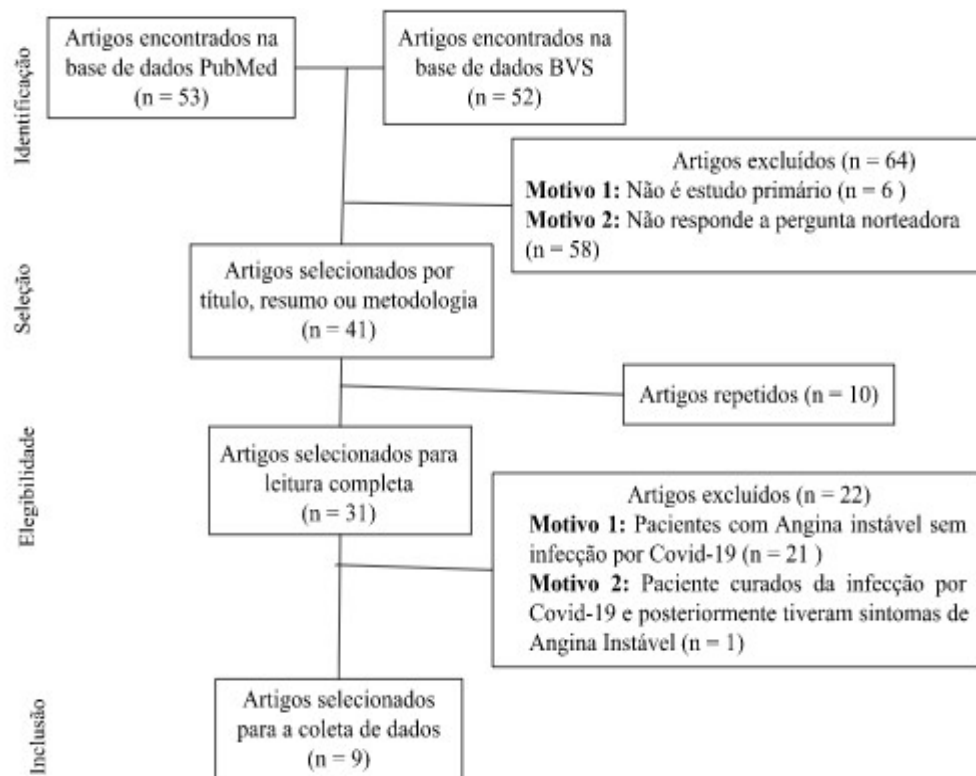 Identificação
Artigos encontrados na
base de dados PubMed
(n = 53)
Artigos encontrados na
base de dados BVS
(n = 52)
Artigos excluídos (n = 64)
Motivo 1: Não é estudo primário (n = 6 )
Motivo 2: Não responde a pergunta norteadora
(n = 58)
Seleção
Artigos selecionados por
título, resumo ou metodologia
(n = 41)
Artigos repetidos (n = 10)
Elegibilidade
Artigos selecionados para
leitura completa
(n = 31)
Artigos excluídos (n = 22)
Motivo 1: Pacientes com Angina instável sem
infecção por Covid-19 (n = 21 )
Motivo 2: Paciente curados da infecção por
Covid-19 e posteriormente tiveram sintomas de
Angina Instável (n = 1)
Inclusão
Artigos selecionados
para a coleta de dados
(n = 9)